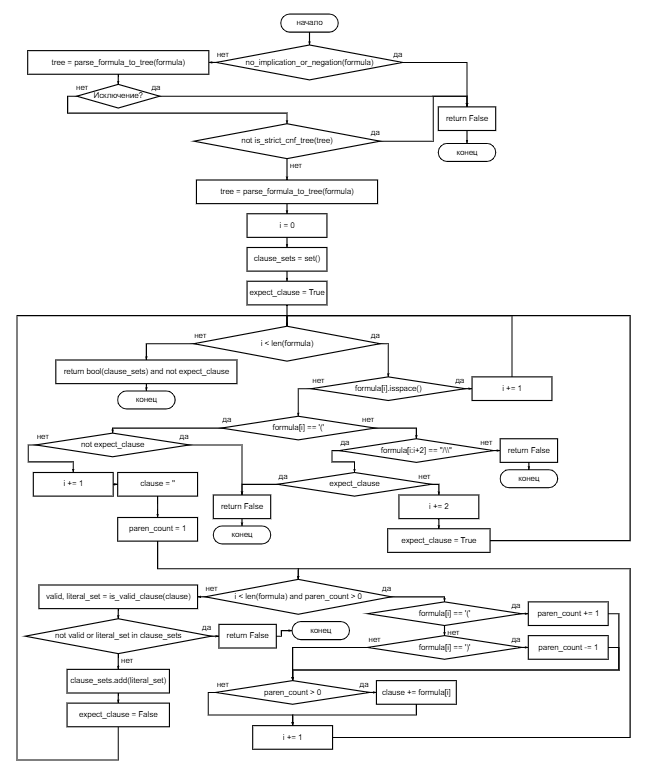 начало
нет
да
tree = parse_formula_to_tree(formula)
no_implication_or_negation(formula)
нет
да
Исключение?
return False
да
not is_strict_cnf_tree(tree)
конец
нет
tree = parse_formula_to_tree(formula)
i = 0
clause_sets = set()
expect_clause = True
нет
да
i < len(formula)
return bool(clause_sets) and not expect_clause
нет
да
formula[i].isspace()
i += 1
конец
да
нет
formula[i] == '('
нет
да
not expect_clause
да
нет
formula[i:i+2] == "/\\"
return False
да
нет
конец
i += 1
clause = ''
expect_clause
return False
i += 2
paren_count = 1
конец
expect_clause = True
valid, literal_set = is_valid_clause(clause)
нет
i < len(formula) and paren_count > 0
да
formula[i] == '('
да
paren_count += 1
not valid or literal_set in clause_sets
да
return False
конец
нет
нет
formula[i] == ')'
да
paren_count -= 1
нет
clause_sets.add(literal_set)
нет
paren_count > 0
да
clause += formula[i]
expect_clause = False
i += 1